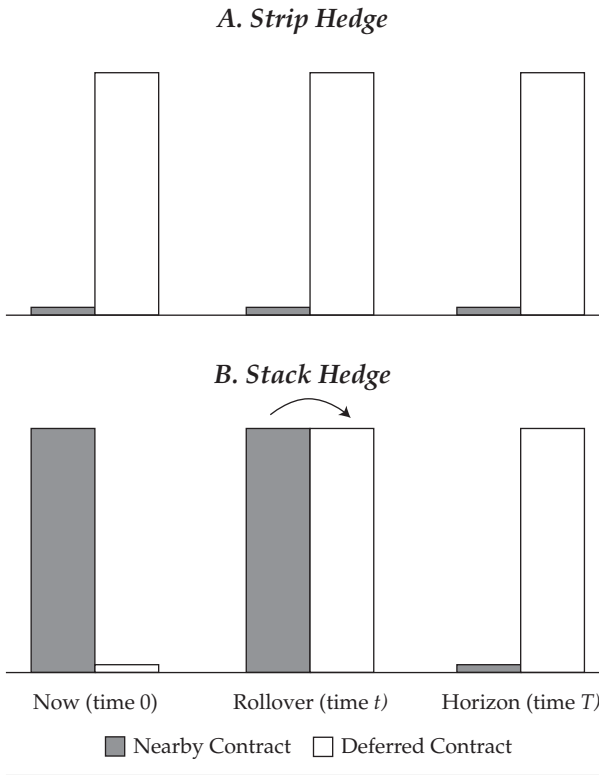 A. Strip Hedge
B. Stack Hedge
Now (time 0)
Rollover (time t)
Horizon (time T)
Nearby Contract
Deferred Contract